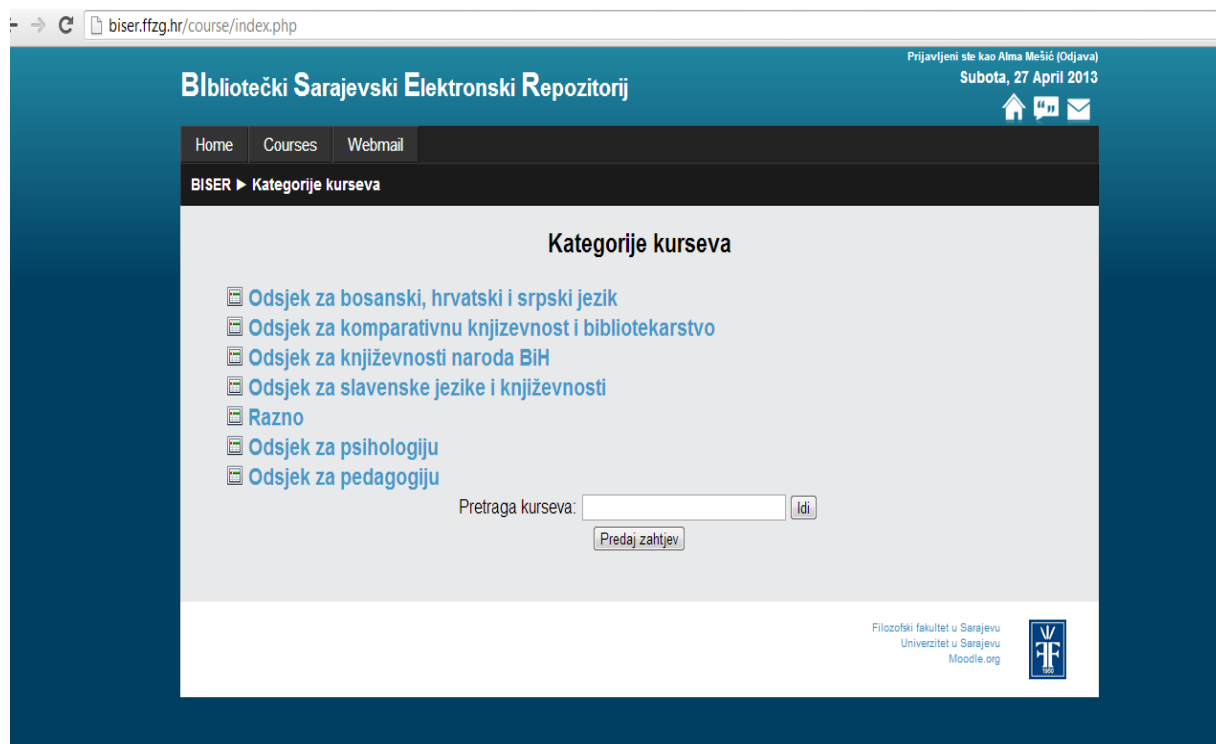 biser.ffzg.hr/course/index.php
Prijavljeni ste kao Alma Mešić (Odjava)
BIbliotečki Sarajevski Elektronski Repozitorij
Subota, 27 April 2013
Home Courses Webmail
BISER ► Kategorije kurseva
Kategorije kurseva
Odsjek za bosanski, hrvatski i srpski jezik
Odsjek za komparativnu knjizevnost i bibliotekarstvo
Odsjek za književnosti naroda BiH
Odsjek za slavenske jezike i književnosti
Razno
Odsjek za psihologiju
Odsjek za pedagogiju
Pretraga kurseva: Idi
Predaj zahtjev
Filozofski fakultet u Sarajevu
Univerzitet u Sarajevu
Moodle.org
1950